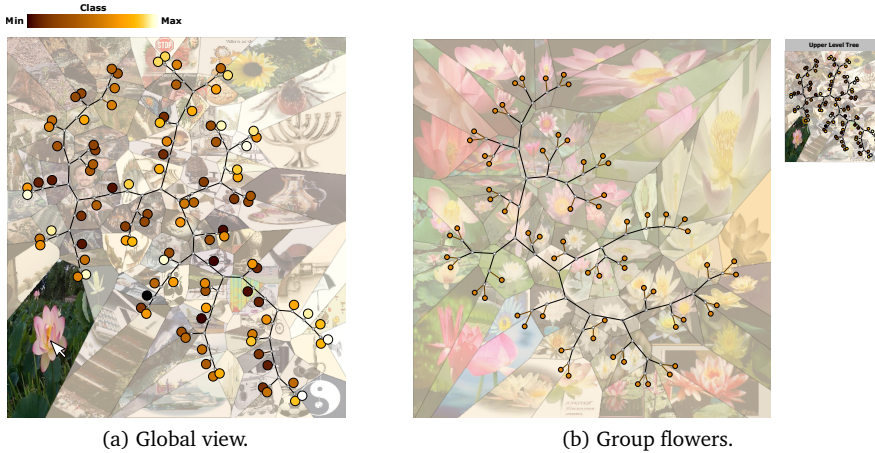 Class
Min Max
Upper Level Tree
(a) Global view.
(b) Group flowers.